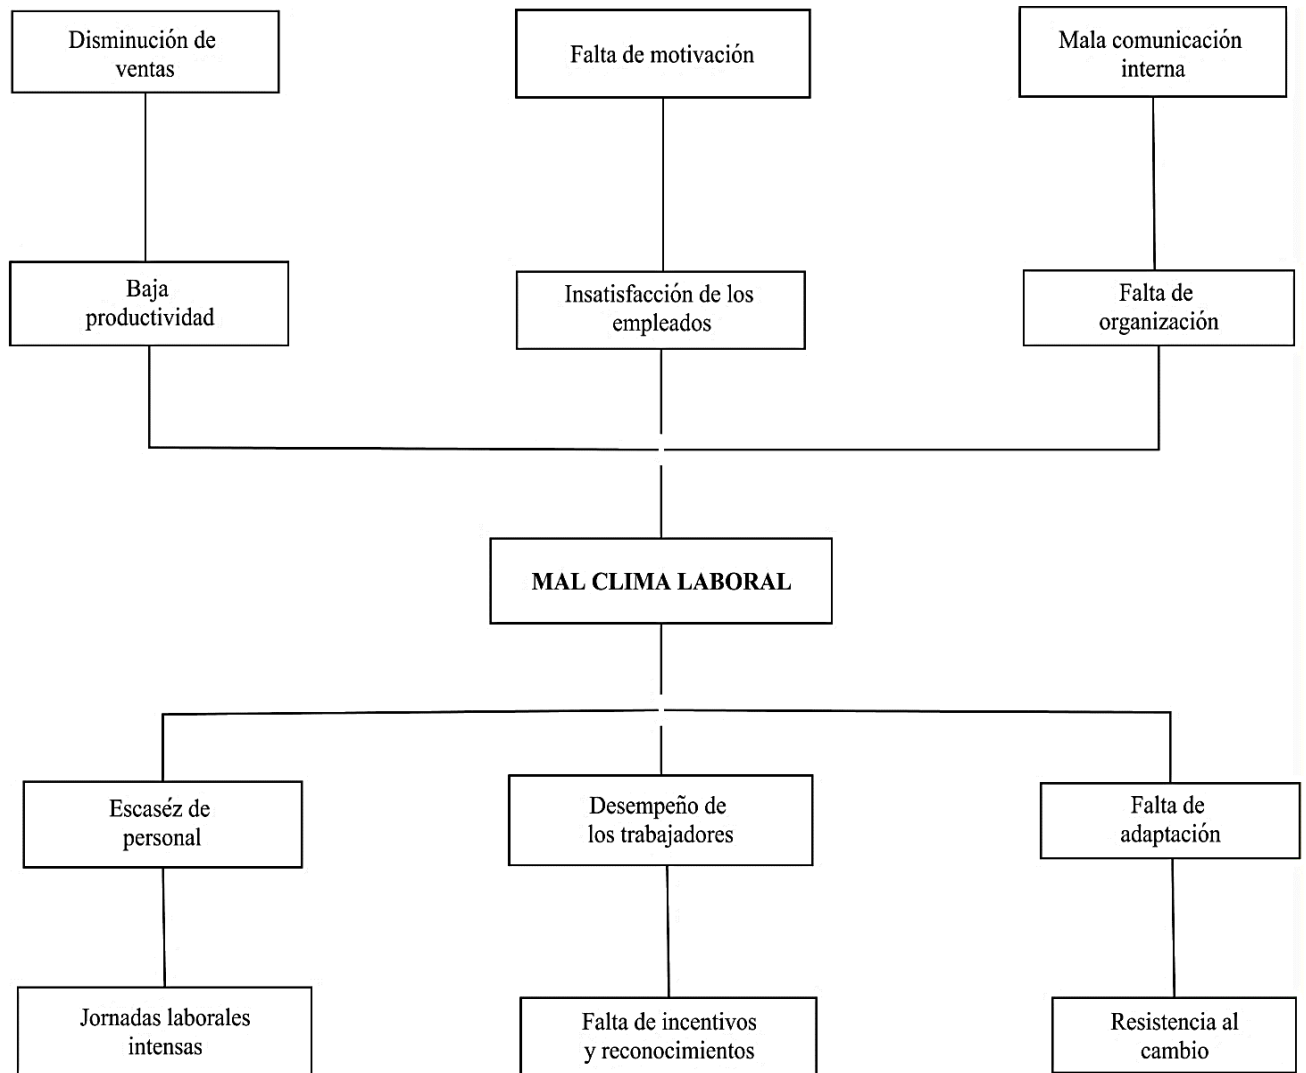 Disminución de
ventas
Falta de motivación
Mala comunicación
interna
Baja
productividad
Insatisfacción de los
empleados
Falta de
organización
MAL CLIMA LABORAL
Escaséz de
personal
Desempeño de
los trabajadores
Falta de
adaptación
Jornadas laborales
intensas
Falta de incentivos
y reconocimientos
Resistencia al
cambio